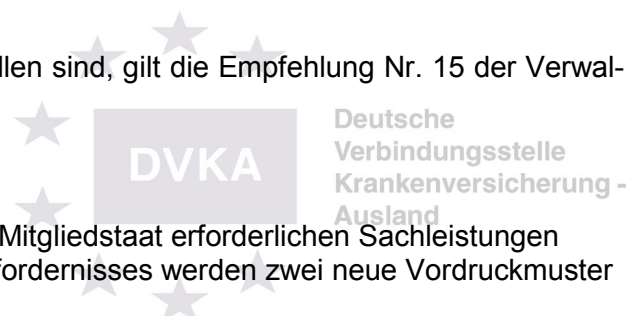 llen sind, gilt die Empfehlung Nr. 15 der Verwal-
Deutsche
DVKA
Verbindungsstelle
Krankenversicherung -
Ausland
Mitgliedstaat erforderlichen Sachleistungen
fordernisses werden zwei neue Vordruckmuster